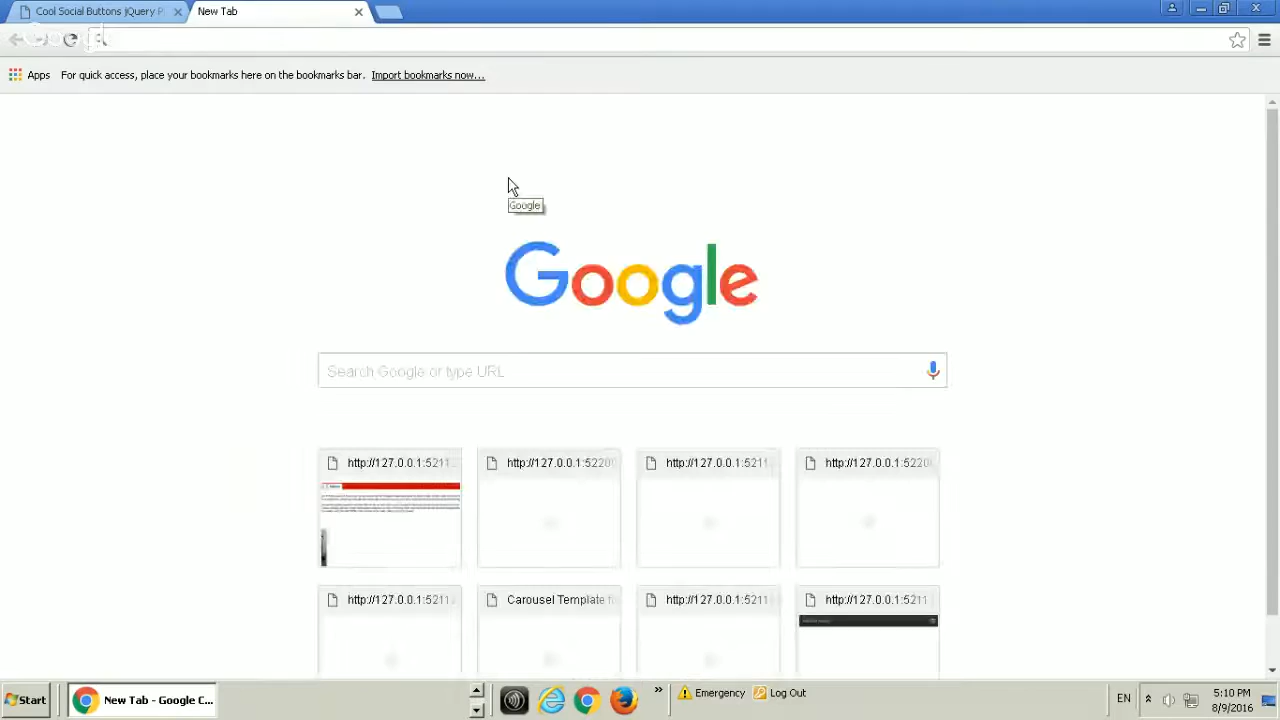 Cool Social Buttons jQuery P
New Tab
Apps For quick access, place your bookmarks here on the bookmarks bar. Import bookmarks now...
Google
Google
Search Google or type URL
http://127.0.0.1:5211
http://127.0.0.1:5220
http://127.0.0.1:5211
http://127.0.0.1:5220
http://127.0.0.1:5211
Carousel Template f
http://127.0.0.1:5211
http://127.0.0.1:5211
Start
New Tab - Google C...
Emergency
Log Out
EN
5:10 PM
8/9/2016